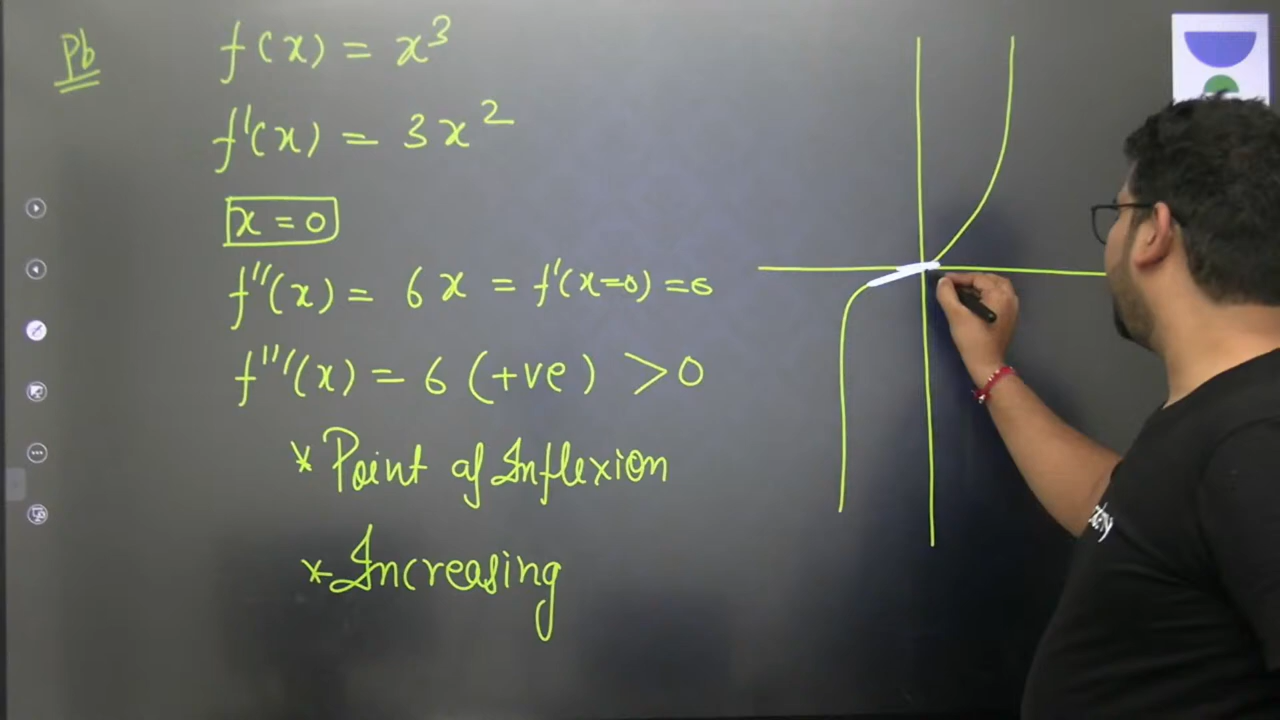 Pb
f(x) = x³
f'(x) = 3x²
x = 0
f''(x) = 6x = f'(x=0) = 0
f'''(x) = 6 (+ve) > 0
* Point of Inflexion
* Increasing